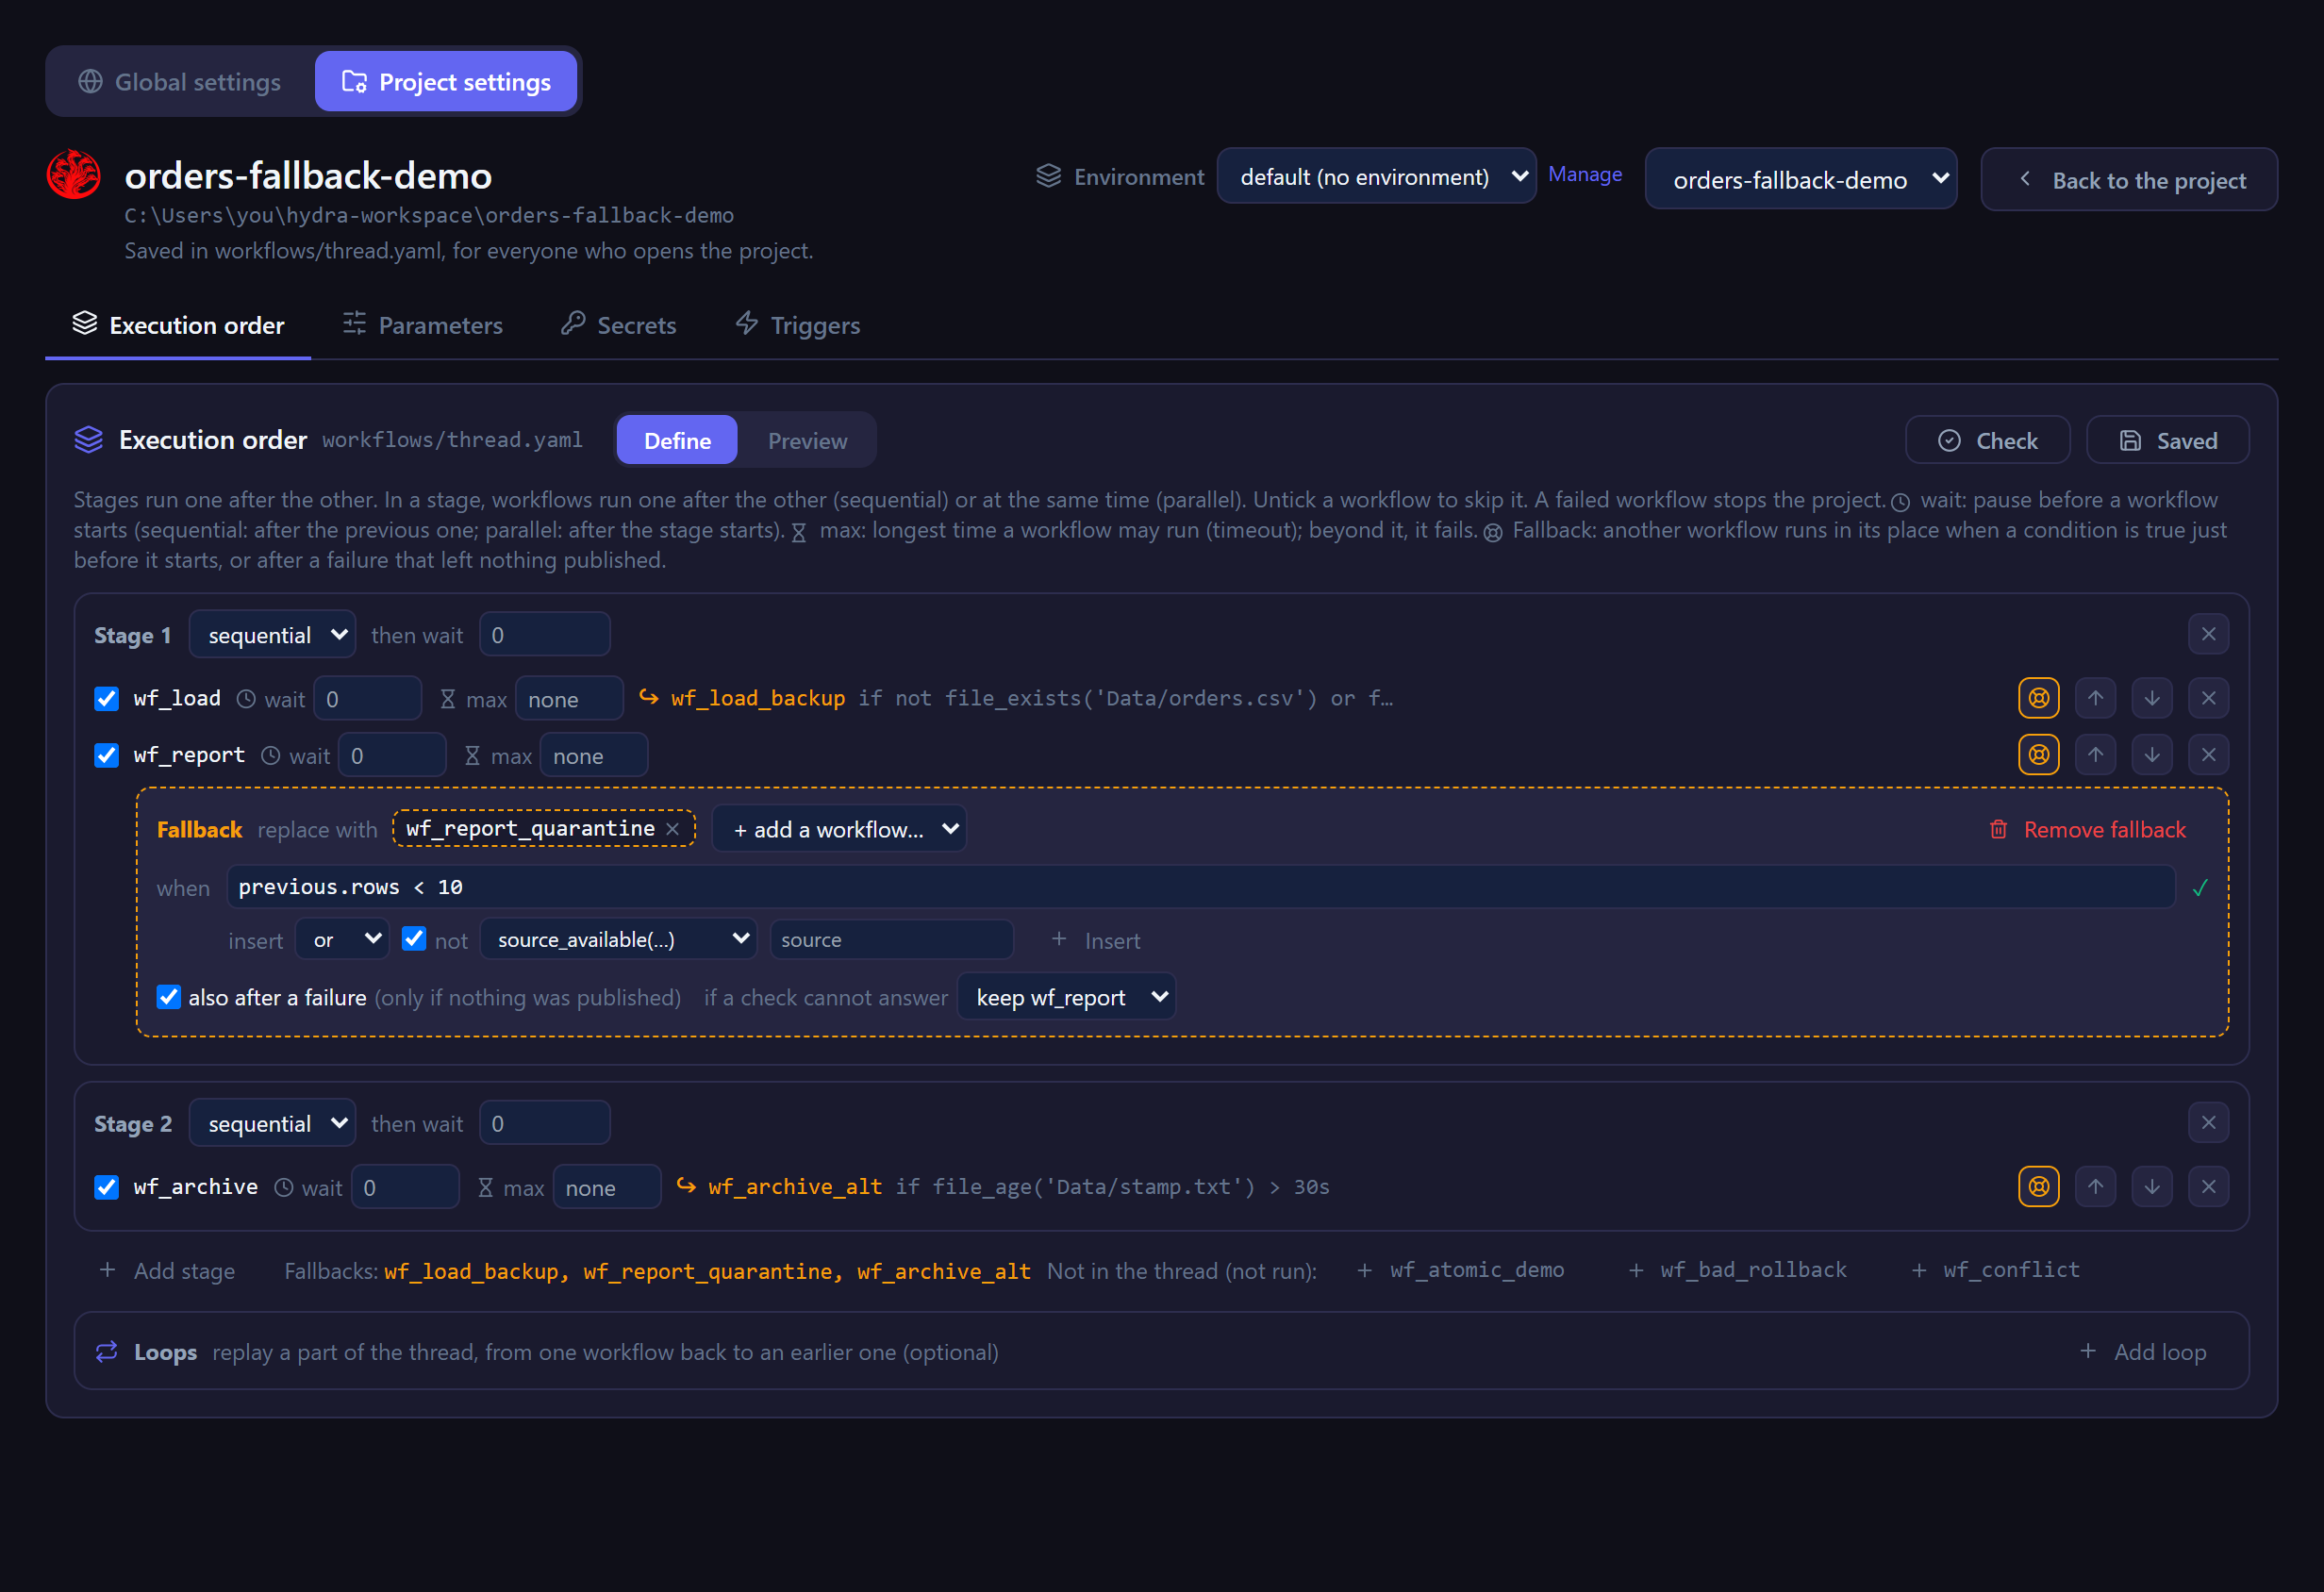 Global settings
Project settings
orders-fallback-demo
C:\Users\you\hydra-workspace\orders-fallback-demo
Saved in workflows/thread.yaml, for everyone who opens the project.
Environment default (no environment) Manage orders-fallback-demo Back to the project
Execution order Parameters Secrets Triggers
Execution order workflows/thread.yaml Define Preview Check Saved
Stages run one after the other. In a stage, workflows run one after the other (sequential) or at the same time (parallel). Untick a workflow to skip it. A failed workflow stops the project. wait: pause before a workflow
starts (sequential: after the previous one; parallel: after the stage starts). max: longest time a workflow may run (timeout); beyond it, it fails. Fallback: another workflow runs in its place when a condition is true just
before it starts, or after a failure that left nothing published.
Stage 1 sequential then wait 0
wf_load wait 0 max none wf_load_backup if not file_exists('Data/orders.csv') or f…
wf_report wait 0 max none
Fallback replace with wf_report_quarantine + add a workflow... Remove fallback
when previous.rows < 10
insert or not source_available(...) source + Insert
also after a failure (only if nothing was published) if a check cannot answer keep wf_report
Stage 2 sequential then wait 0
wf_archive wait 0 max none wf_archive_alt if file_age('Data/stamp.txt') > 30s
+ Add stage Fallbacks: wf_load_backup, wf_report_quarantine, wf_archive_alt Not in the thread (not run): + wf_atomic_demo + wf_bad_rollback + wf_conflict
Loops replay a part of the thread, from one workflow back to an earlier one (optional) + Add loop